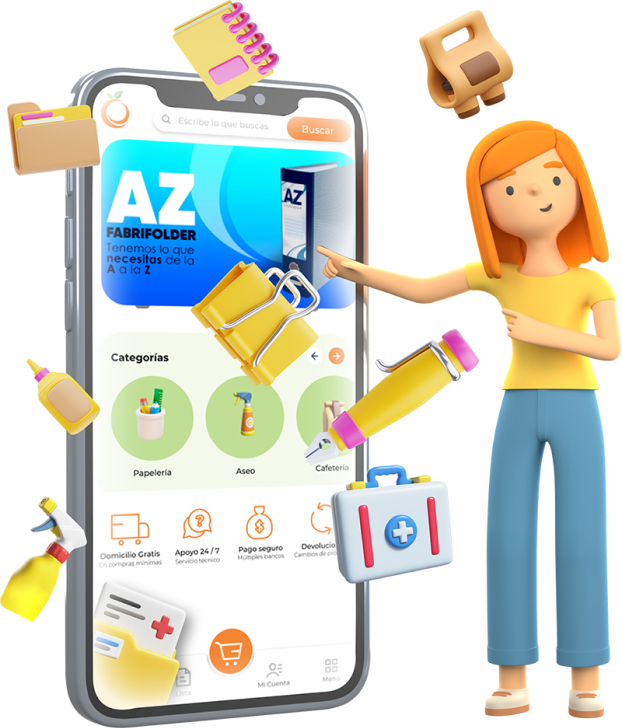 Escribe lo que buscas
Buscar
AZ
FABRIFOLDER
Tenemos lo que
necesitas de la
A a la Z
AZ
Categorías
Papelería
Aseo
Cafetería
Domicilio Gratis
En compras mínimas
Apoyo 24 / 7
Servicio técnico
Pago seguro
Múltiples bancos
Devolucio
Cambios de pro
Lista
Mi Cuenta
Menú